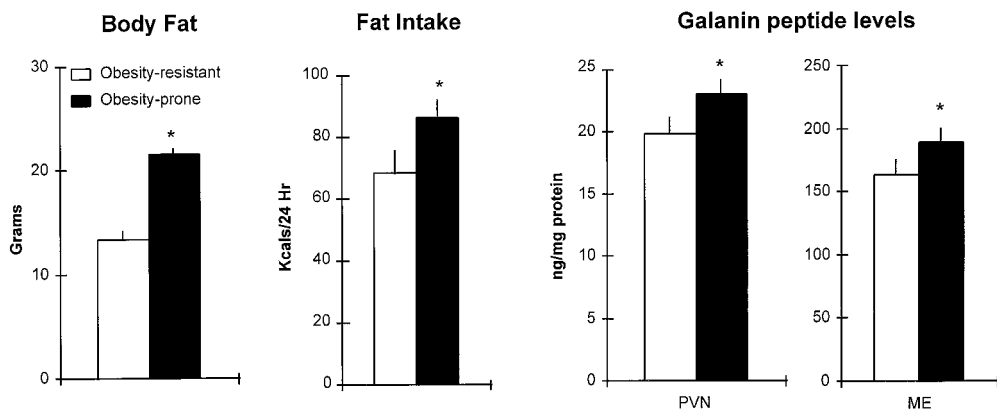 Body Fat
Fat Intake
Galanin peptide levels
Obesity-resistant
Obesity-prone
Grams
30
20
10
0
*
Kcals/24 Hr
100
80
60
40
20
0
*
ng/mg protein
25
20
15
10
5
0
*
PVN
250
200
150
100
50
0
*
ME